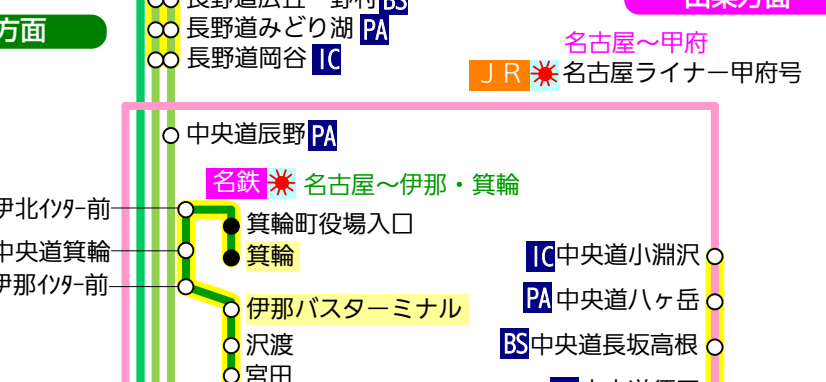 方面
長野道みどり湖 PA
長野道岡谷 IC
名古屋～甲府
ＪＲ 名古屋ライナー甲府号
中央道辰野 PA
名鉄 名古屋～伊那・箕輪
伊北ｲﾝﾀｰ前
箕輪町役場入口
中央道箕輪
箕輪
伊那ｲﾝﾀｰ前
IC 中央道小淵沢
PA 中央道八ヶ岳
伊那バスターミナル
沢渡
BS 中央道長坂高根
宮田